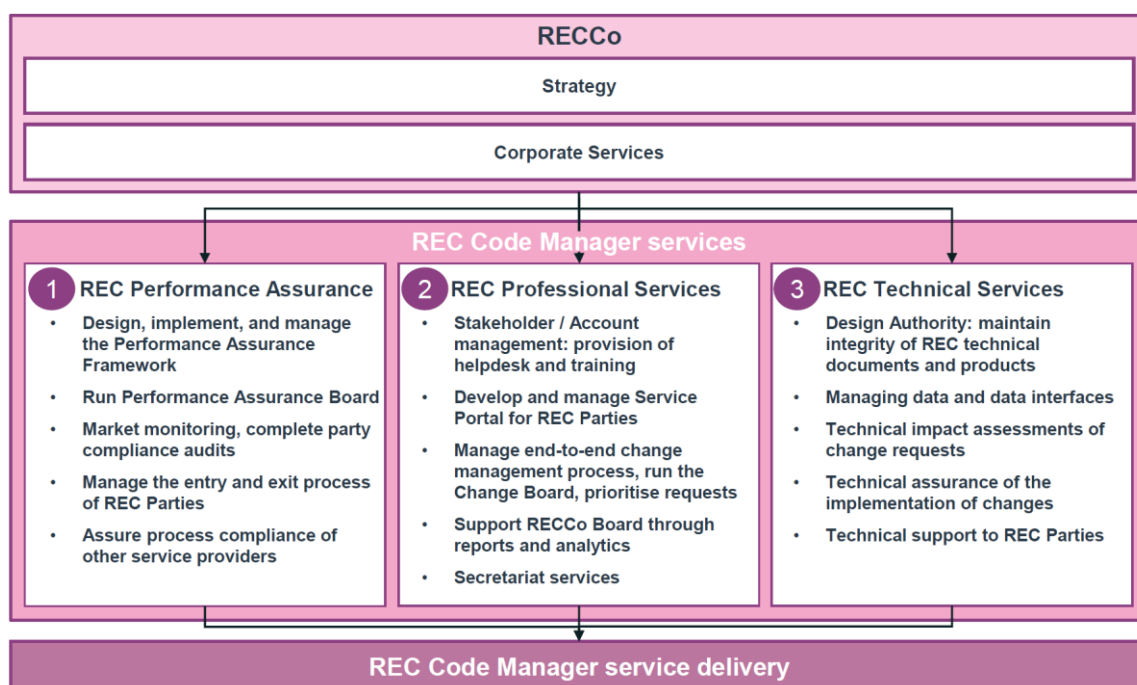 RECCo
Strategy
Corporate Services
REC Code Manager services
1 REC Performance Assurance
• Design, implement, and manage
the Performance Assurance
Framework
• Run Performance Assurance Board
• Market monitoring, complete party
compliance audits
• Manage the entry and exit process
of REC Parties
• Assure process compliance of
other service providers
2 REC Professional Services
• Stakeholder / Account
management: provision of
helpdesk and training
• Develop and manage Service
Portal for REC Parties
• Manage end-to-end change
management process, run the
Change Board, prioritise requests
• Support RECCo Board through
reports and analytics
• Secretariat services
3 REC Technical Services
• Design Authority: maintain
integrity of REC technical
documents and products
• Managing data and data interfaces
• Technical impact assessments of
change requests
• Technical assurance of the
implementation of changes
• Technical support to REC Parties
REC Code Manager service delivery